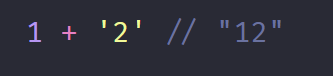 1 + '2' // "12"